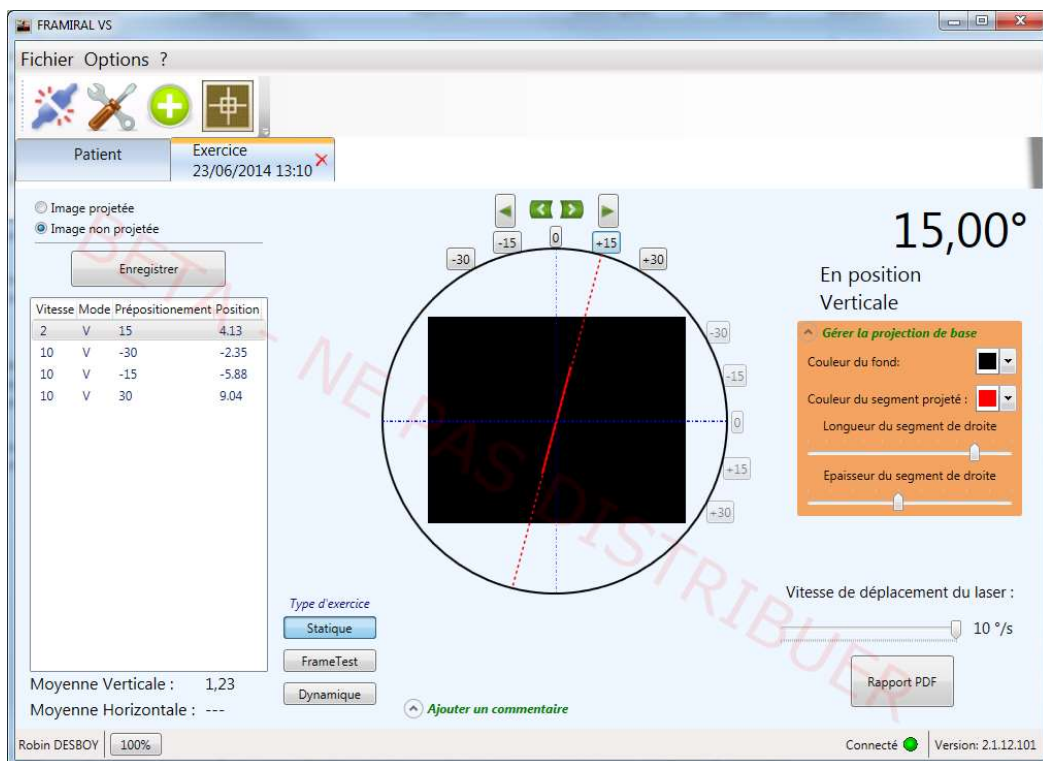 FRAMIRAL VS
Fichier Options ?
Patient
Exercice
23/06/2014 13:10
Image projetée
Image non projetée
Enregistrer
Vitesse Mode Prépositionement Position
2 V 15 4.13
10 V -30 -2.35
10 V -15 -5.88
10 V 30 9.04
Moyenne Verticale : 1,23
Moyenne Horizontale : ---
Type d'exercice
Statique
FrameTest
Dynamique
-30
-15
0
+15
+30
-30
-15
0
+15
+30
Ajouter un commentaire
15,00°
En position
Verticale
Gérer la projection de base
Couleur du fond:
Couleur du segment projeté :
Longueur du segment de droite
Epaisseur du segment de droite
Vitesse de déplacement du laser :
10 °/s
Rapport PDF
BETA - NE PAS DISTRIBUER
Robin DESBOY 100% Connecté Version: 2.1.12.101